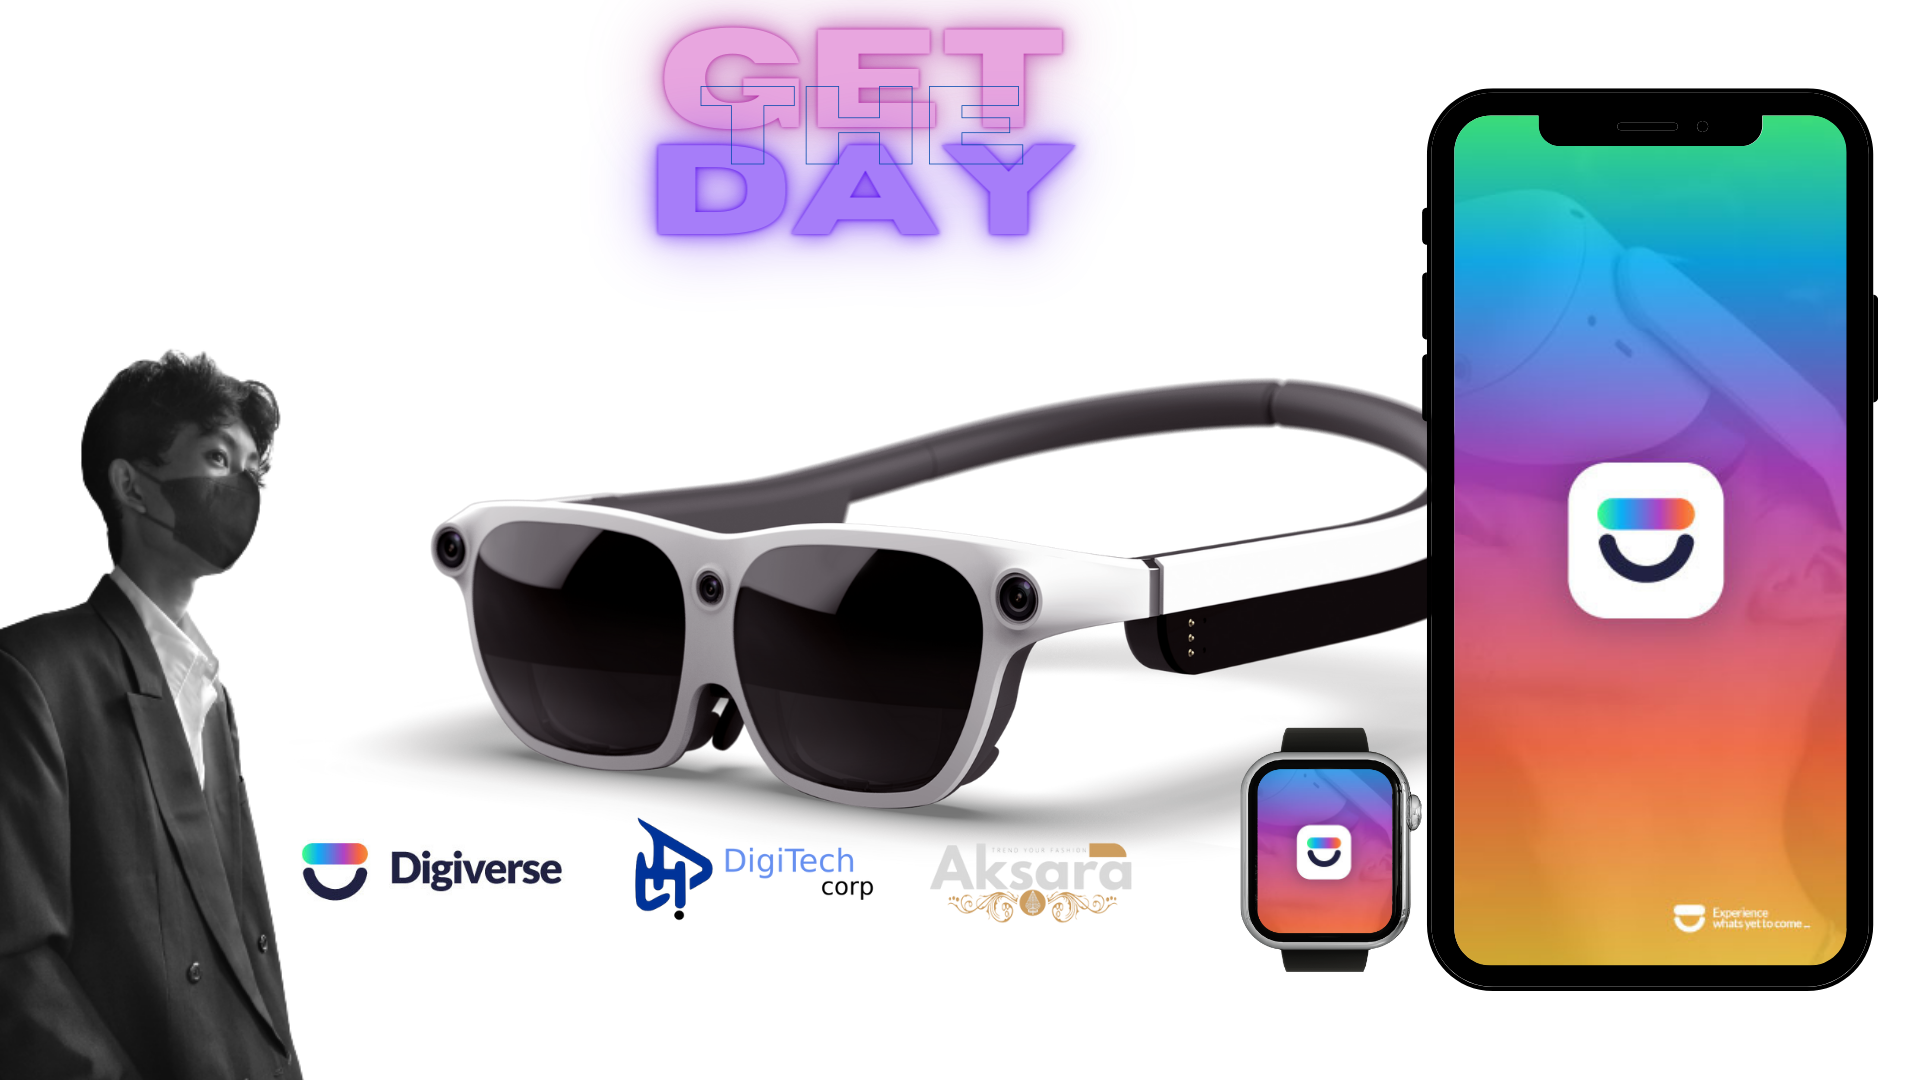 GET
THE
DAY
Digiverse
DigiTech
corp
TREND YOUR FASHION
Aksara
Experience
whats yet to come ...